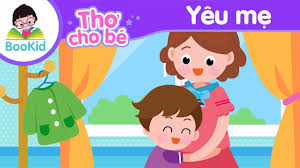 BooKid
Thơ
cho bé
Yêu mẹ